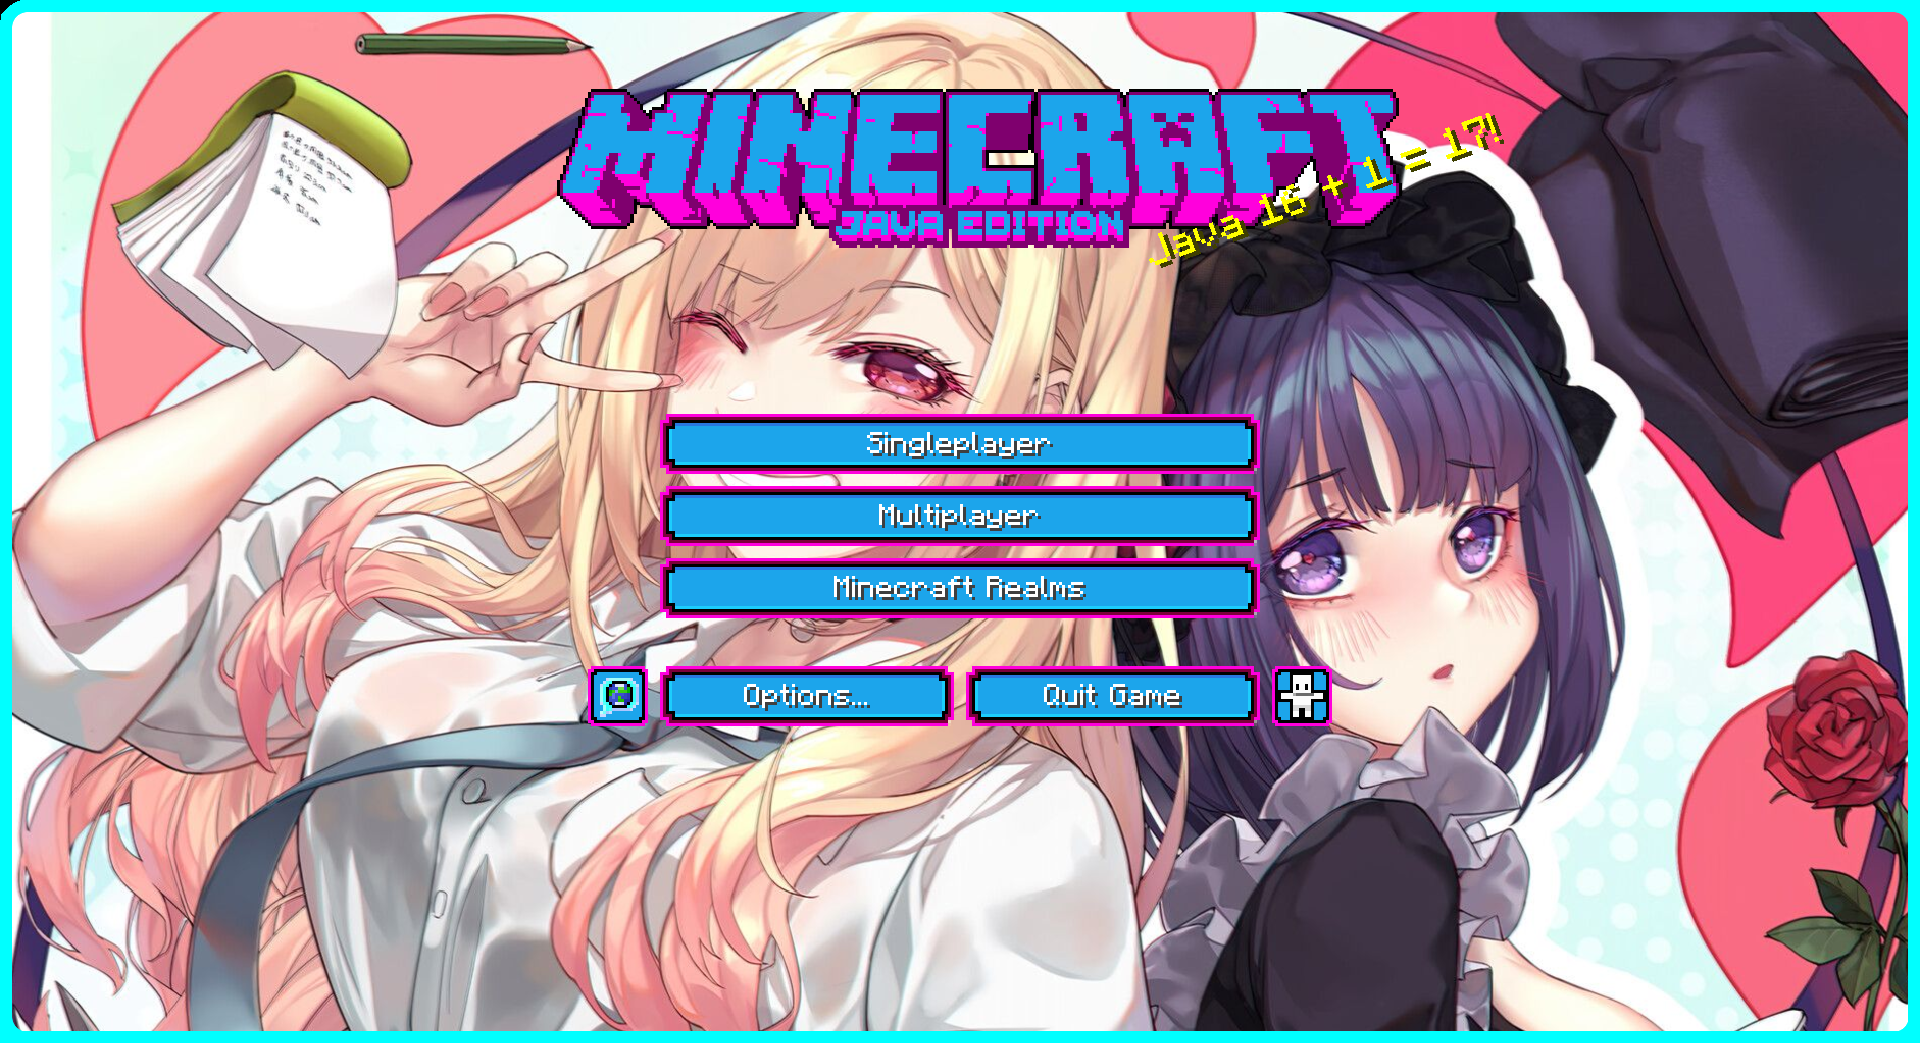 MINECRAFT
JAVA EDITION
Java 16 + 1 = 17!
Singleplayer
Multiplayer
Minecraft Realms
Options...
Quit Game